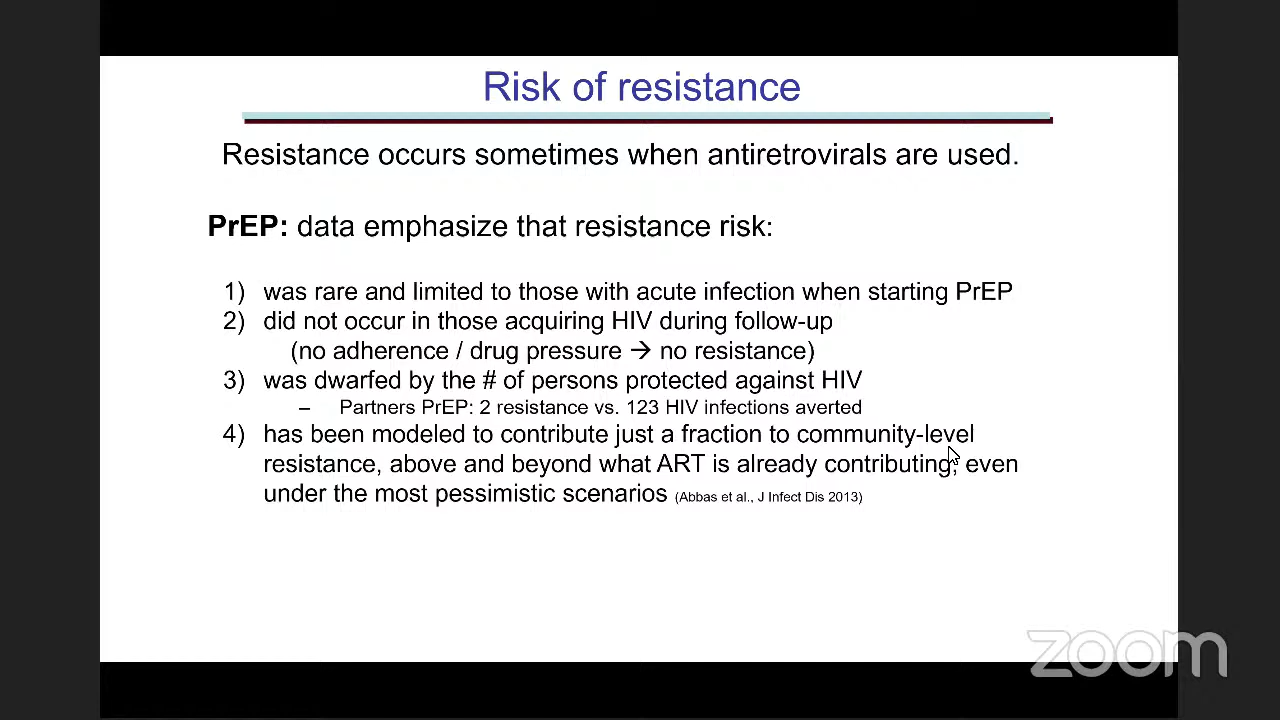 Risk of resistance
Resistance occurs sometimes when antiretrovirals are used.
PrEP: data emphasize that resistance risk:
1) was rare and limited to those with acute infection when starting PrEP
2) did not occur in those acquiring HIV during follow-up
(no adherence / drug pressure → no resistance)
3) was dwarfed by the # of persons protected against HIV
– Partners PrEP: 2 resistance vs. 123 HIV infections averted
4) has been modeled to contribute just a fraction to community-level
resistance, above and beyond what ART is already contributing, even
under the most pessimistic scenarios (Abbas et al., J Infect Dis 2013)
zoom